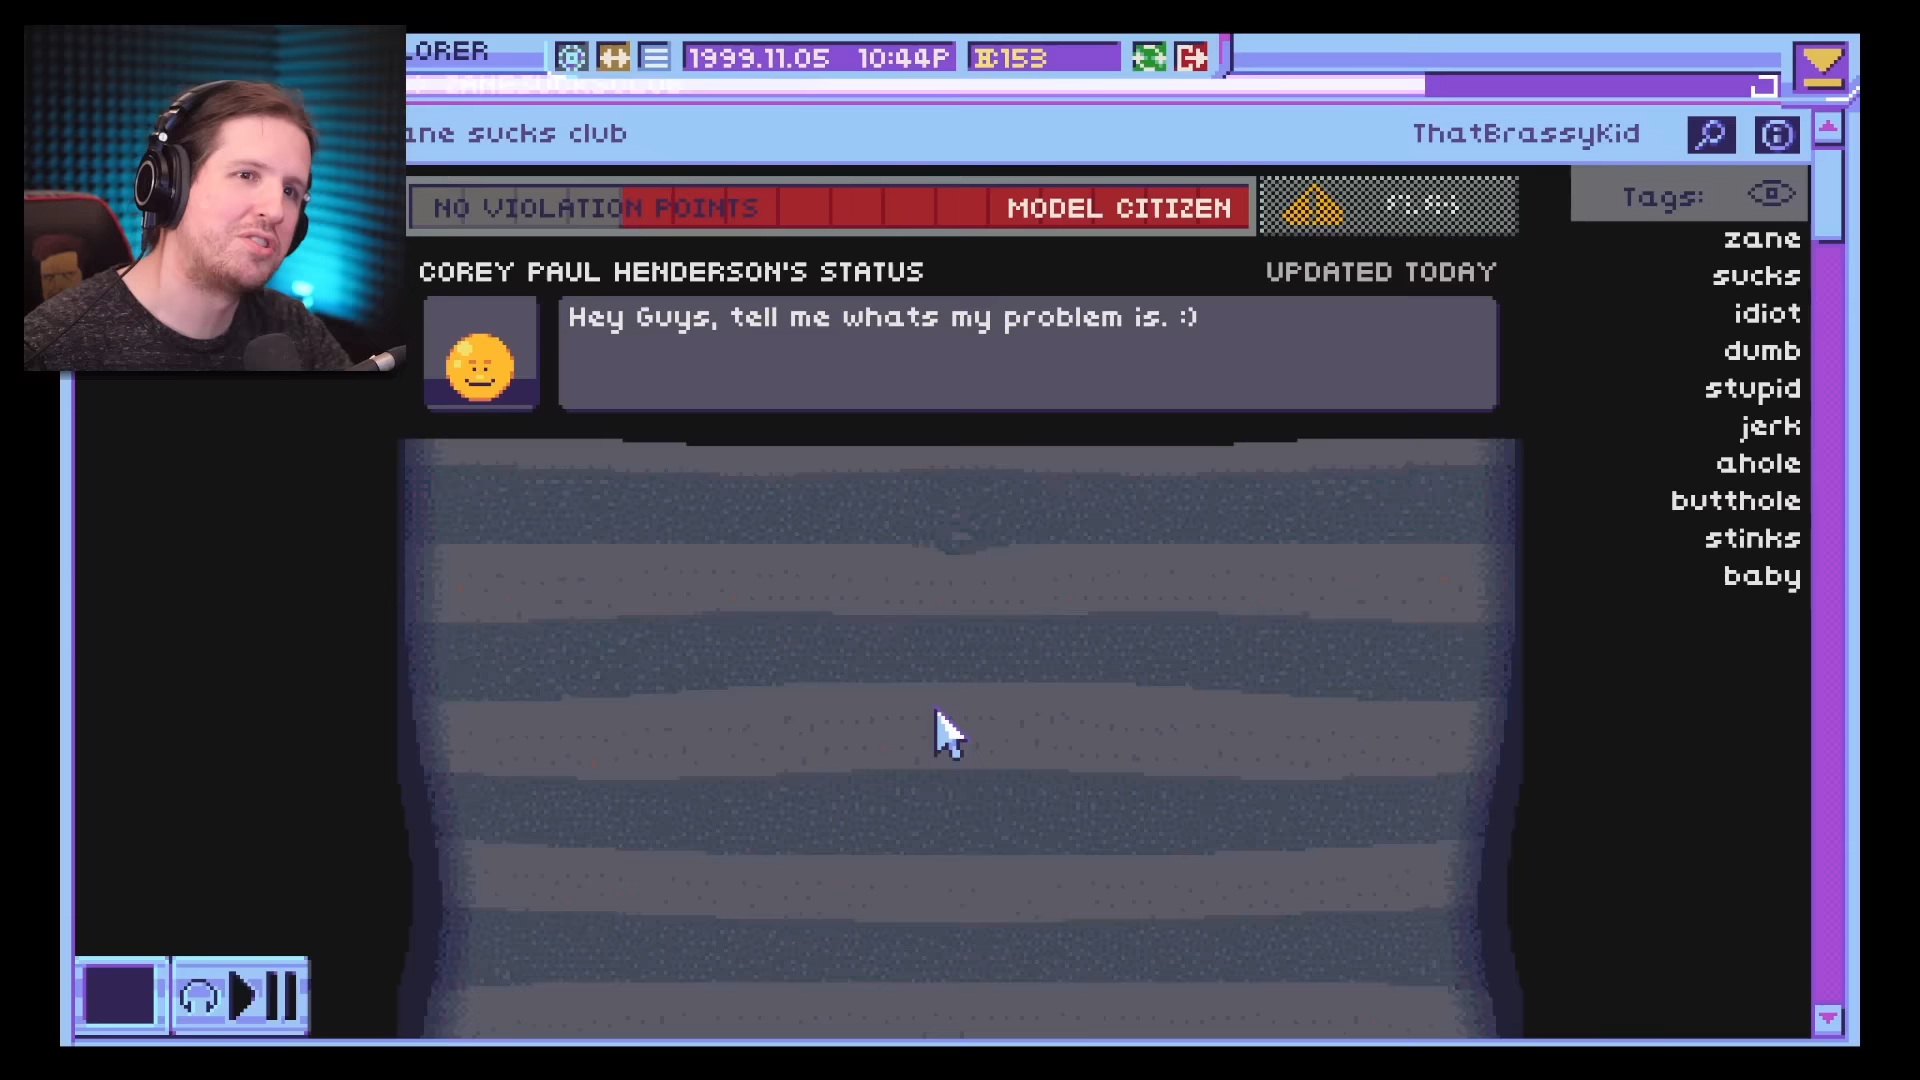 ORER
1999.11.05 10:44P
153
ane sucks club
ThatBrassyKid
NO VIOLATION POINTS
MODEL CITIZEN
Tags:
COREY PAUL HENDERSON'S STATUS
UPDATED TODAY
Hey Guys, tell me whats my problem is. :)
zane
sucks
idiot
dumb
stupid
jerk
ahole
butthole
stinks
baby